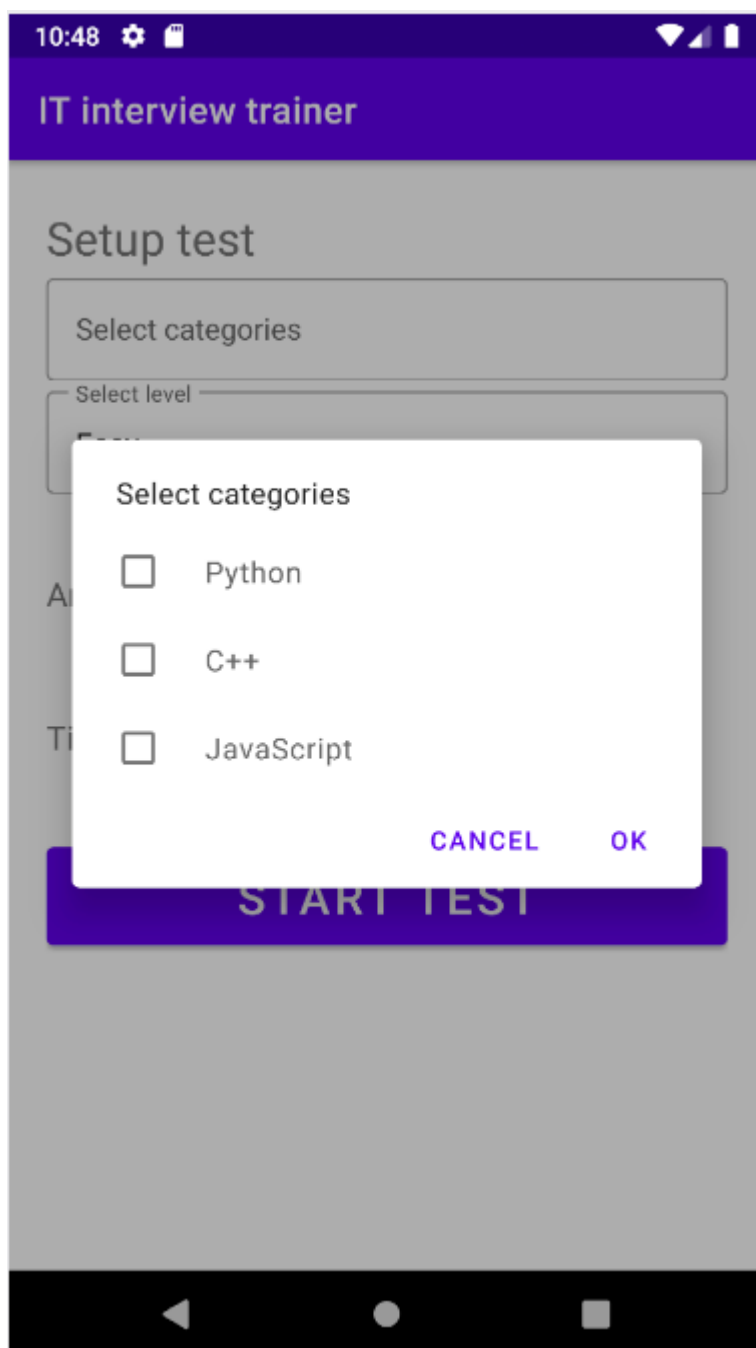 10:48
IT interview trainer
Setup test
Select categories
Select level
Select categories
Python
C++
JavaScript
CANCEL OK
START TEST